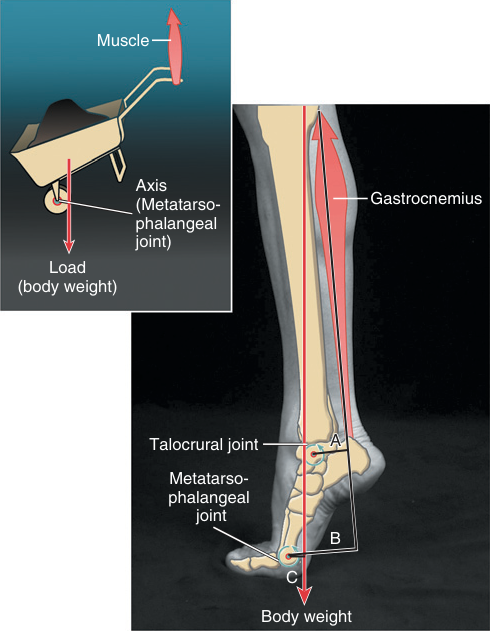 Muscle
Axis
(Metatarso-
phalangeal
joint)
Load
(body weight)
Gastrocnemius
A
Talocrural joint
Metatarso-
phalangeal
joint
B
C
Body weight